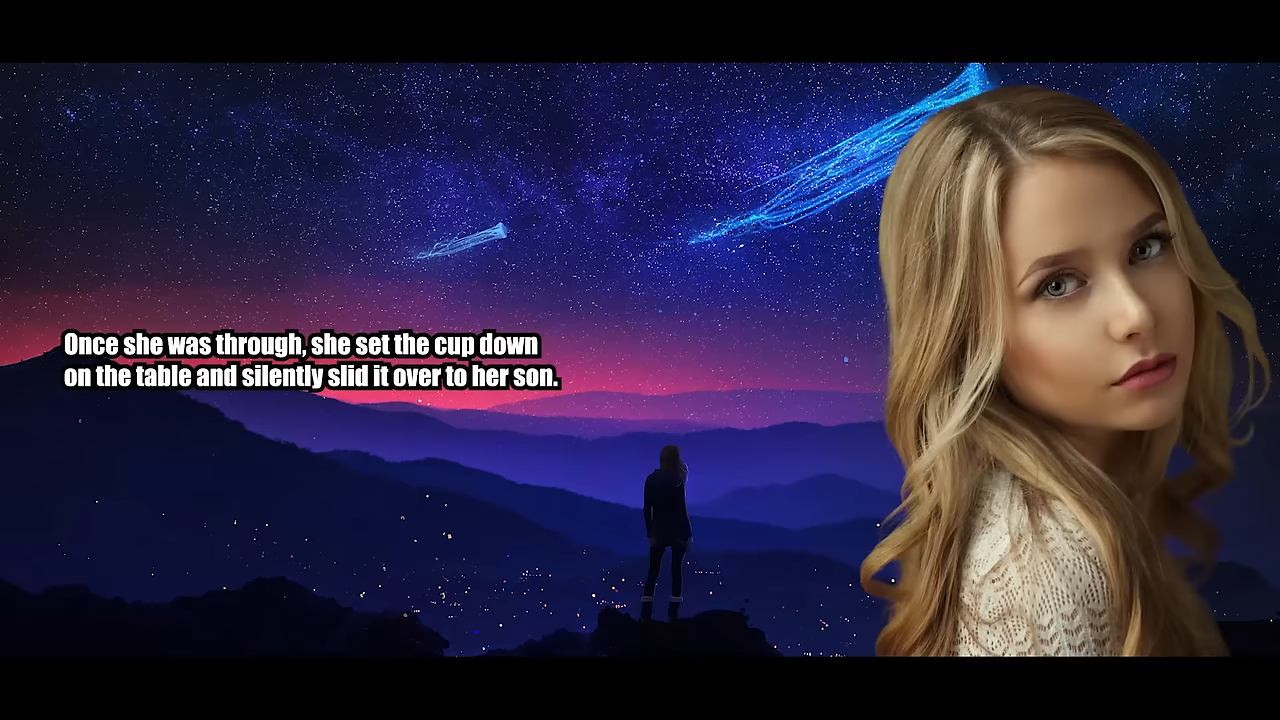 Once she was through, she set the cup down
on the table and silently slid it over to her son.